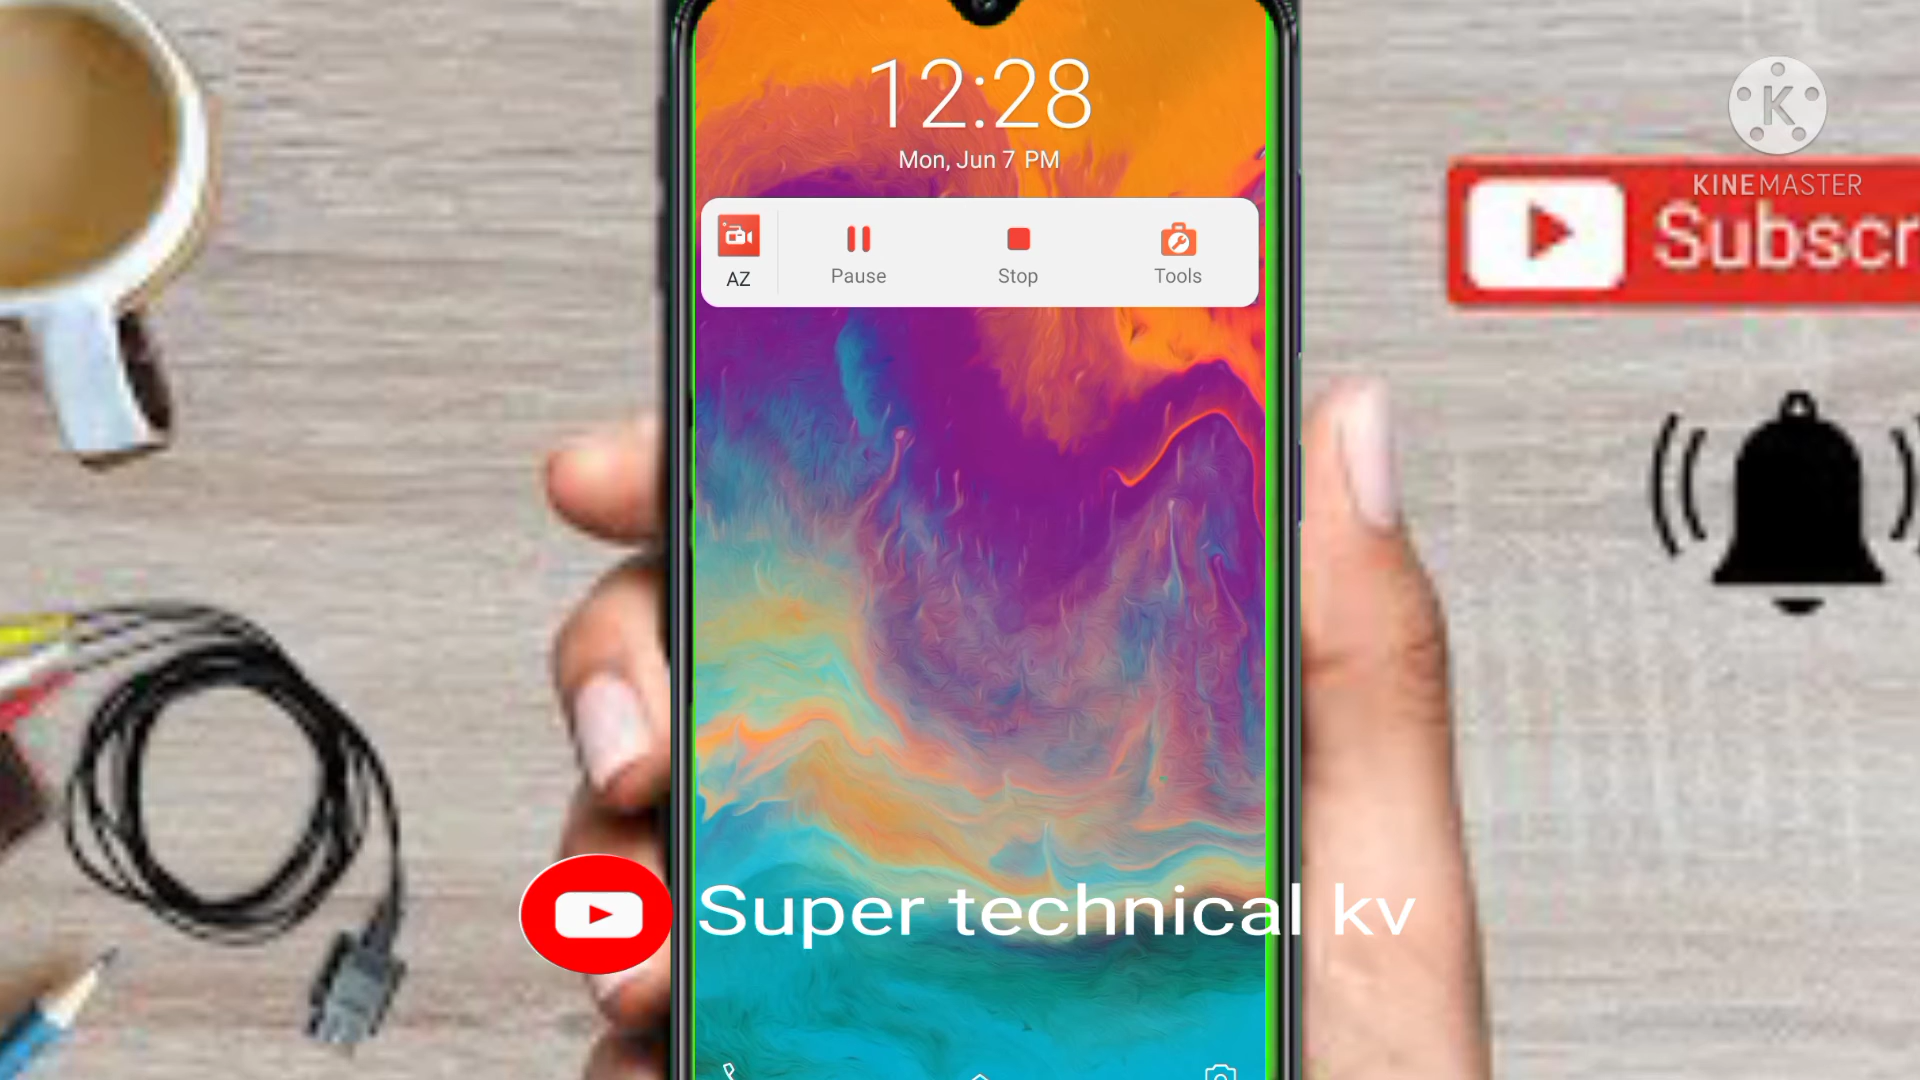 12:28
Mon, Jun 7 PM
KINEMASTER
AZ
Pause
Stop
Tools
Subscr
Super technical kv